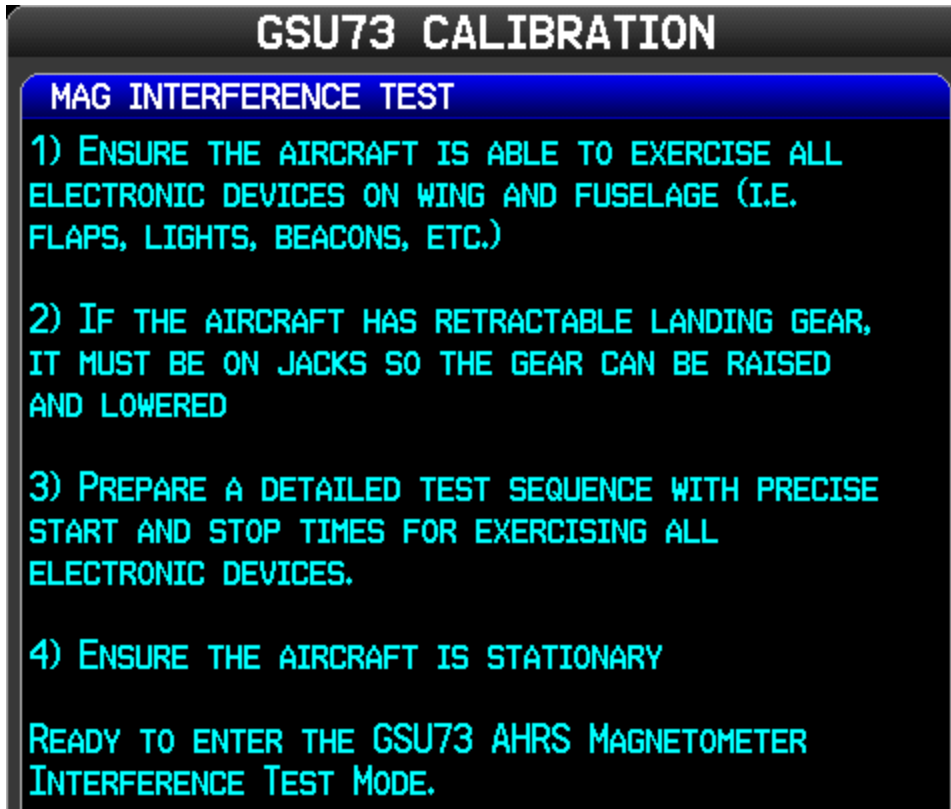 GSU73 CALIBRATION
MAG INTERFERENCE TEST
1) ENSURE THE AIRCRAFT IS ABLE TO EXERCISE ALL
ELECTRONIC DEVICES ON WING AND FUSELAGE (I.E.
FLAPS, LIGHTS, BEACONS, ETC.)
2) IF THE AIRCRAFT HAS RETRACTABLE LANDING GEAR,
IT MUST BE ON JACKS SO THE GEAR CAN BE RAISED
AND LOWERED
3) PREPARE A DETAILED TEST SEQUENCE WITH PRECISE
START AND STOP TIMES FOR EXERCISING ALL
ELECTRONIC DEVICES.
4) ENSURE THE AIRCRAFT IS STATIONARY
READY TO ENTER THE GSU73 AHRS MAGNETOMETER
INTERFERENCE TEST MODE.